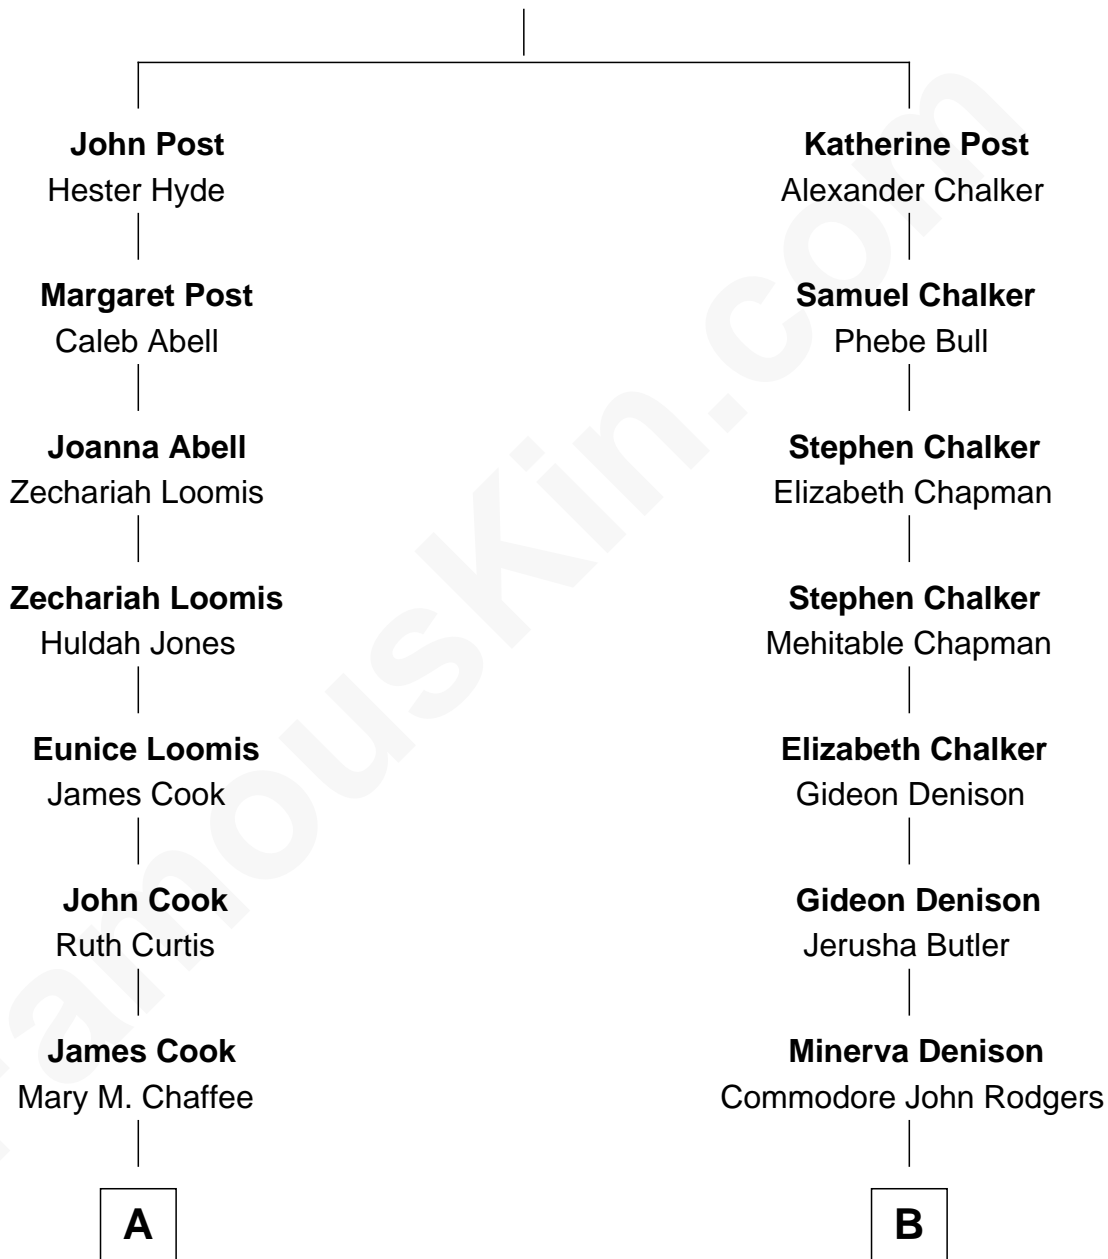 John Post
Hester Hyde
Margaret Post
Caleb Abell
Joanna Abell
Zechariah Loomis
Zechariah Loomis
Huldah Jones
Eunice Loomis
James Cook
John Cook
Ruth Curtis
James Cook
Mary M. Chaffee
A
Katherine Post
Alexander Chalker
Samuel Chalker
Phebe Bull
Stephen Chalker
Elizabeth Chapman
Stephen Chalker
Mehitable Chapman
Elizabeth Chalker
Gideon Denison
Gideon Denison
Jerusha Butler
Minerva Denison
Commodore John Rodgers
B
FamousKin.com